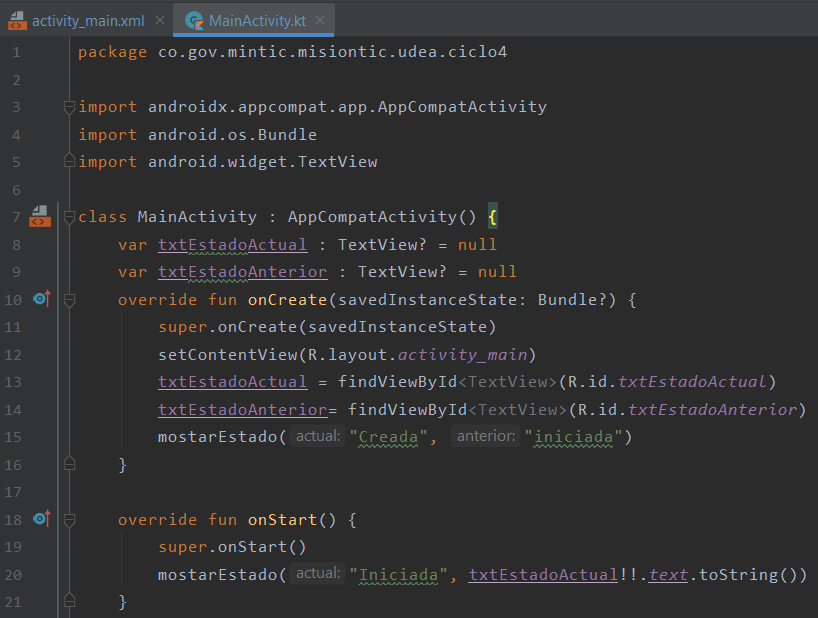 activity_main.xml × MainActivity.kt ×
1 package co.gov.mintic.misiontic.udea.ciclo4
2
3 import androidx.appcompat.app.AppCompatActivity
4 import android.os.Bundle
5 import android.widget.TextView
6
7 class MainActivity : AppCompatActivity() {
8     var txtEstadoActual : TextView? = null
9     var txtEstadoAnterior : TextView? = null
10     override fun onCreate(savedInstanceState: Bundle?) {
11         super.onCreate(savedInstanceState)
12         setContentView(R.layout.activity_main)
13         txtEstadoActual = findViewById<TextView>(R.id.txtEstadoActual)
14         txtEstadoAnterior= findViewById<TextView>(R.id.txtEstadoAnterior)
15         mostarEstado( actual: "Creada", anterior: "iniciada")
16     }
17
18     override fun onStart() {
19         super.onStart()
20         mostarEstado( actual: "Iniciada", txtEstadoActual!!.text.toString())
21     }